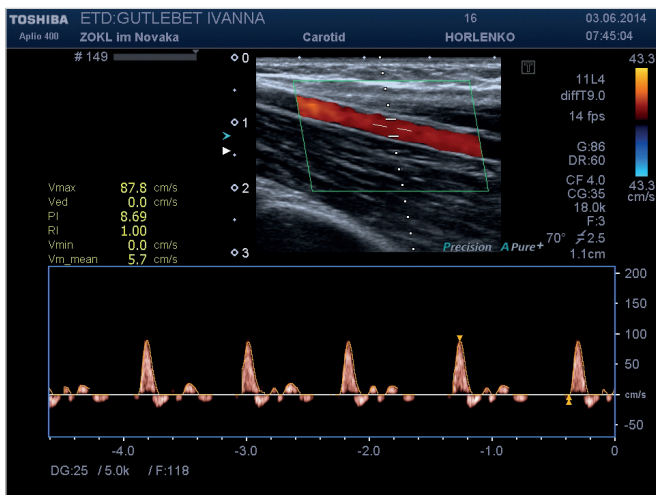 TOSHIBA ETD:GUTLEBET IVANNA 16 03.06.2014
Aplio 400 ZOKL im Novaka Carotid HORLENKO 07:45:04
# 149
0
1
2
3
T
43.3
43.3
cm/s
11L4
diffT9.0
14 fps
G:86
DR:60
CF 4.0
CG:35
18.0k
F:3
70° 2.5
1.1cm
Precision APure+
Vmax 87.8 cm/s
Ved 0.0 cm/s
PI 8.69
RI 1.00
Vmin 0.0 cm/s
Vm_mean 5.7 cm/s
200
150
100
50
cm/s
-50
-4.0 -3.0 -2.0 -1.0 0
DG:25 / 5.0k / F:118